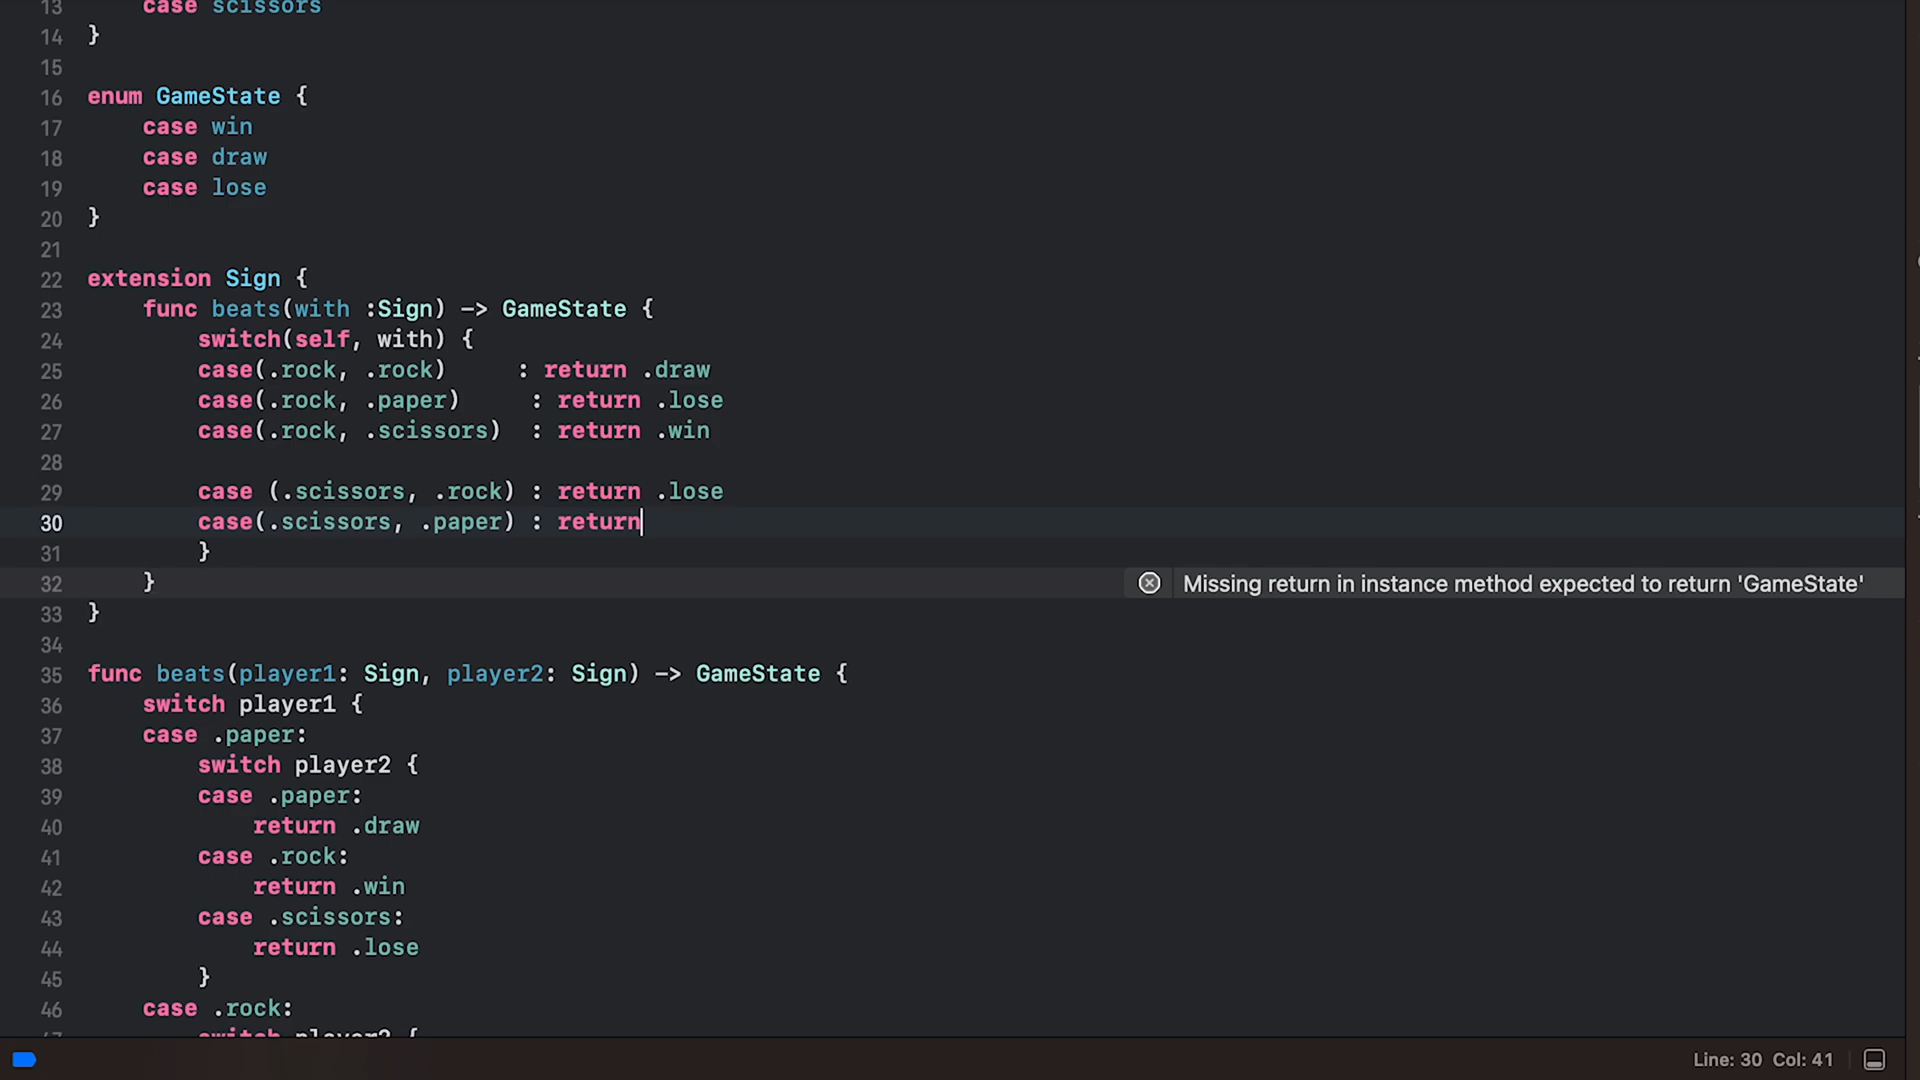 13 case scissors
14 }
15
16 enum GameState {
17 case win
18 case draw
19 case lose
20 }
21
22 extension Sign {
23 func beats(with :Sign) -> GameState {
24 switch(self, with) {
25 case(.rock, .rock) : return .draw
26 case(.rock, .paper) : return .lose
27 case(.rock, .scissors) : return .win
28
29 case (.scissors, .rock) : return .lose
30 case(.scissors, .paper) : return
31 }
32 } Missing return in instance method expected to return 'GameState'
33 }
34
35 func beats(player1: Sign, player2: Sign) -> GameState {
36 switch player1 {
37 case .paper:
38 switch player2 {
39 case .paper:
40 return .draw
41 case .rock:
42 return .win
43 case .scissors:
44 return .lose
45 }
46 case .rock:
47 switch player2 {
Line: 30 Col: 41